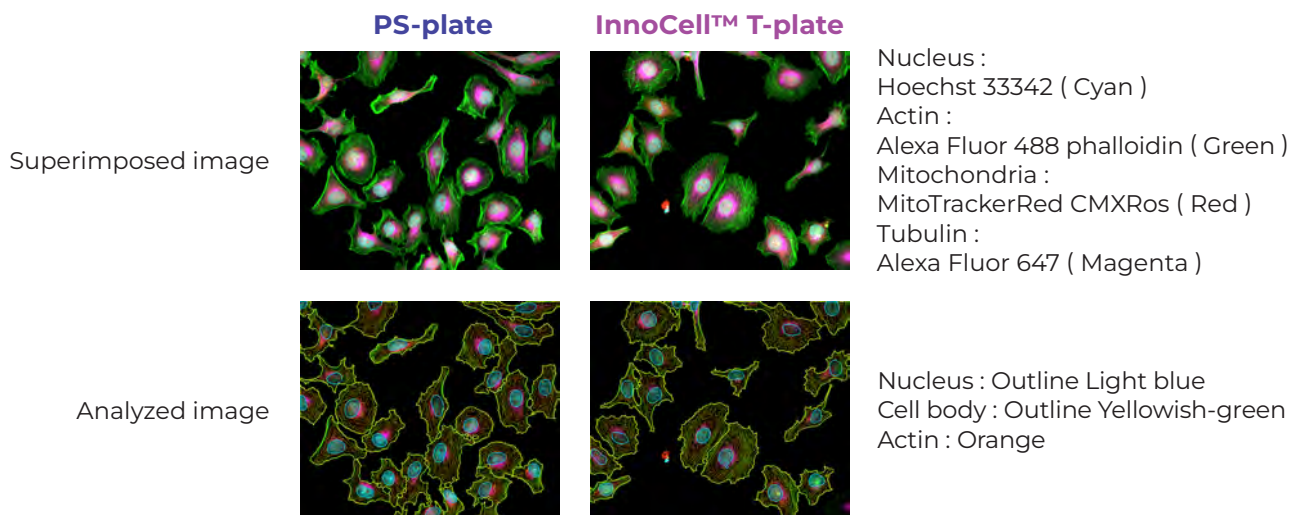 PS-plate
InnoCell™ T-plate
Superimposed image
Nucleus :
Hoechst 33342 ( Cyan )
Actin :
Alexa Fluor 488 phalloidin ( Green )
Mitochondria :
MitoTrackerRed CMXRos ( Red )
Tubulin :
Alexa Fluor 647 ( Magenta )
Analyzed image
Nucleus : Outline Light blue
Cell body : Outline Yellowish-green
Actin : Orange